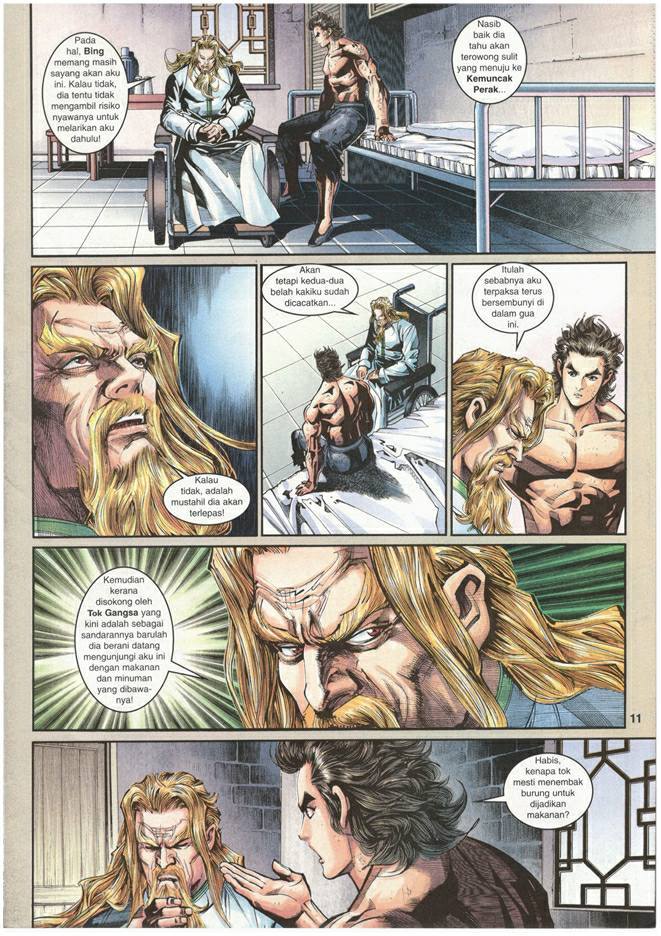 Pada
hal, Bing
memang masih
sayang akan aku
ini. Kalau tidak,
dia tentu tidak
mengambil risiko
nyawanya untuk
melarikan aku
dahulu!
Nasib
baik dia
tahu akan
terowong sulit
yang menuju ke
Kemuncak
Perak...
Kalau
tidak, adalah
mustahil dia akan
terlepas!
Akan
tetapi kedua-dua
belah kakiku sudah
dicacatkan...
Itulah
sebabnya aku
terpaksa terus
bersembunyi di
dalam gua
ini.
Kemudian
kerana
disokong oleh
Tok Gangsa yang
kini adalah sebagai
sandarannya barulah
dia berani datang
mengunjungi aku ini
dengan makanan
dan minuman
yang dibawa-
nya!
11
Habis,
kenapa tok
mesti menembak
burung untuk
dijadikan
makanan?